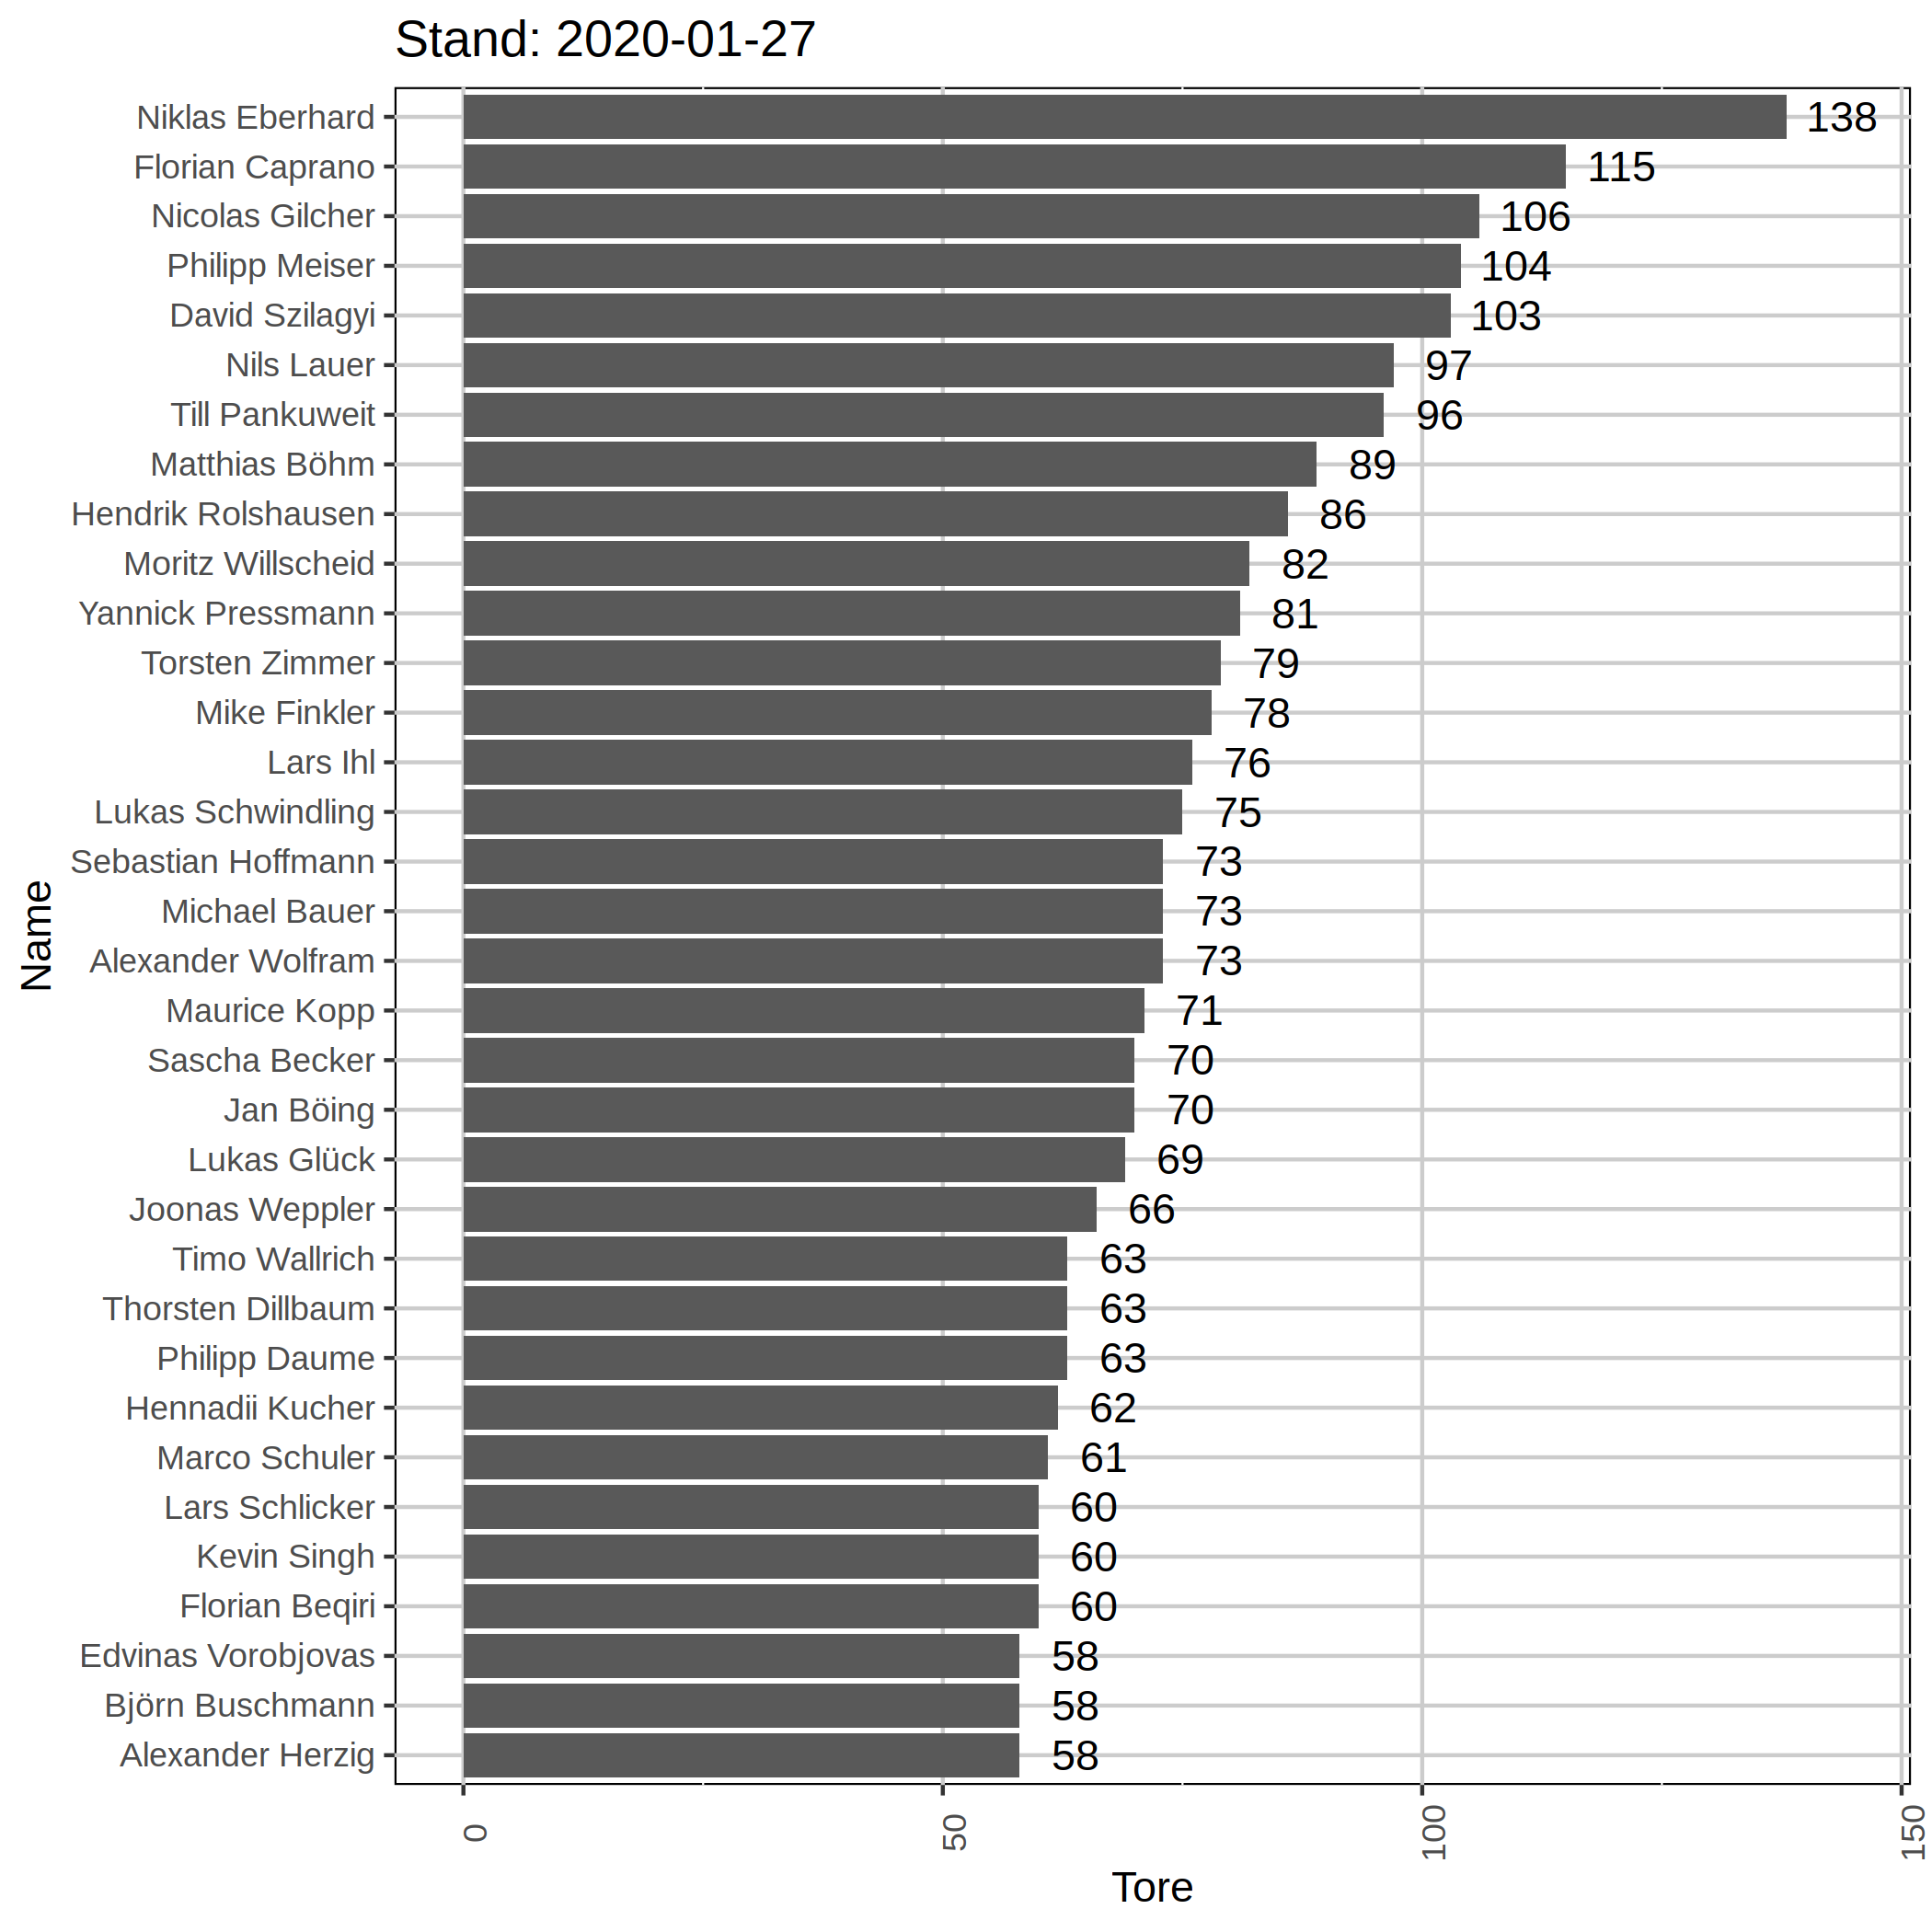 Stand: 2020-01-27
Niklas Eberhard 138
Florian Caprano 115
Nicolas Gilcher 106
Philipp Meiser 104
David Szilagyi 103
Nils Lauer 97
Till Pankuweit 96
Matthias Böhm 89
Hendrik Rolshausen 86
Moritz Willscheid 82
Yannick Pressmann 81
Torsten Zimmer 79
Mike Finkler 78
Lars Ihl 76
Lukas Schwindling 75
Sebastian Hoffmann 73
Michael Bauer 73
Alexander Wolfram 73
Maurice Kopp 71
Sascha Becker 70
Jan Böing 70
Lukas Glück 69
Joonas Weppler 66
Timo Wallrich 63
Thorsten Dillbaum 63
Philipp Daume 63
Hennadii Kucher 62
Marco Schuler 61
Lars Schlicker 60
Kevin Singh 60
Florian Beqiri 60
Edvinas Vorobjovas 58
Björn Buschmann 58
Alexander Herzig 58
Name
0 50 100 150
Tore